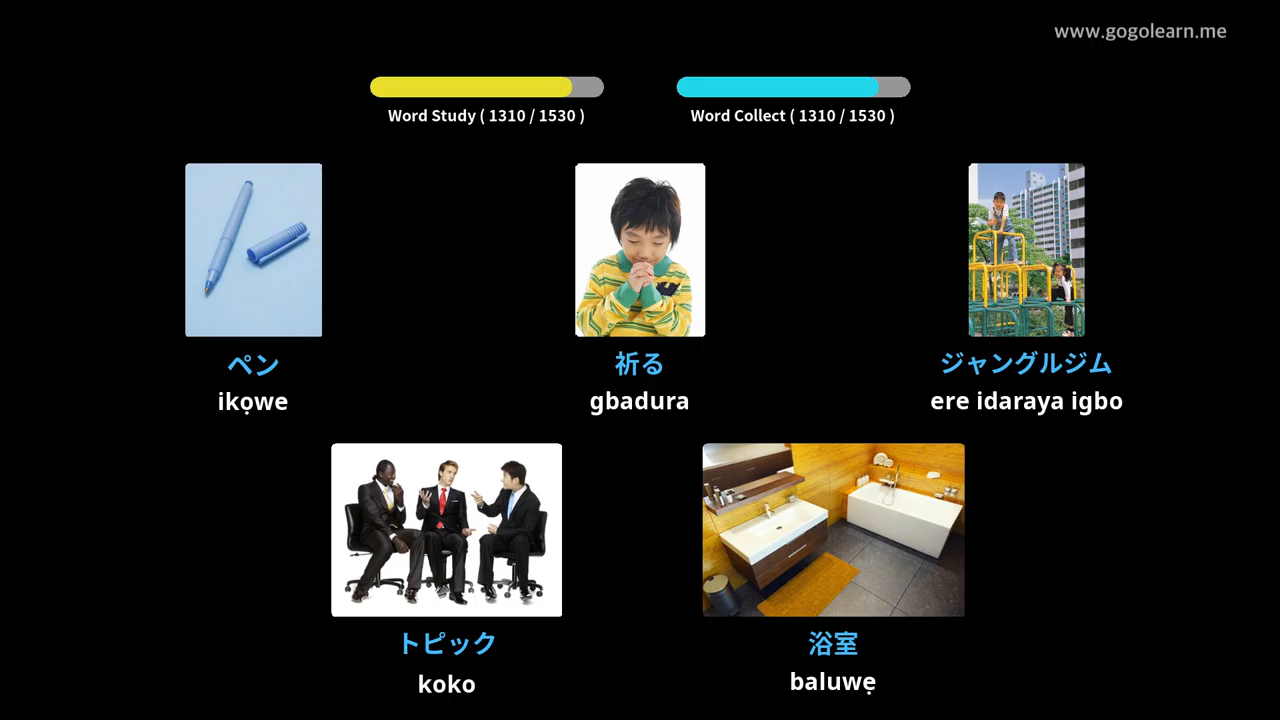 www.gogolearn.me
Word Study ( 1310 / 1530 )
Word Collect ( 1310 / 1530 )
ペン
ikọwe
祈る
gbadura
ジャングルジム
ere idaraya igbo
トピック
koko
浴室
baluwẹ